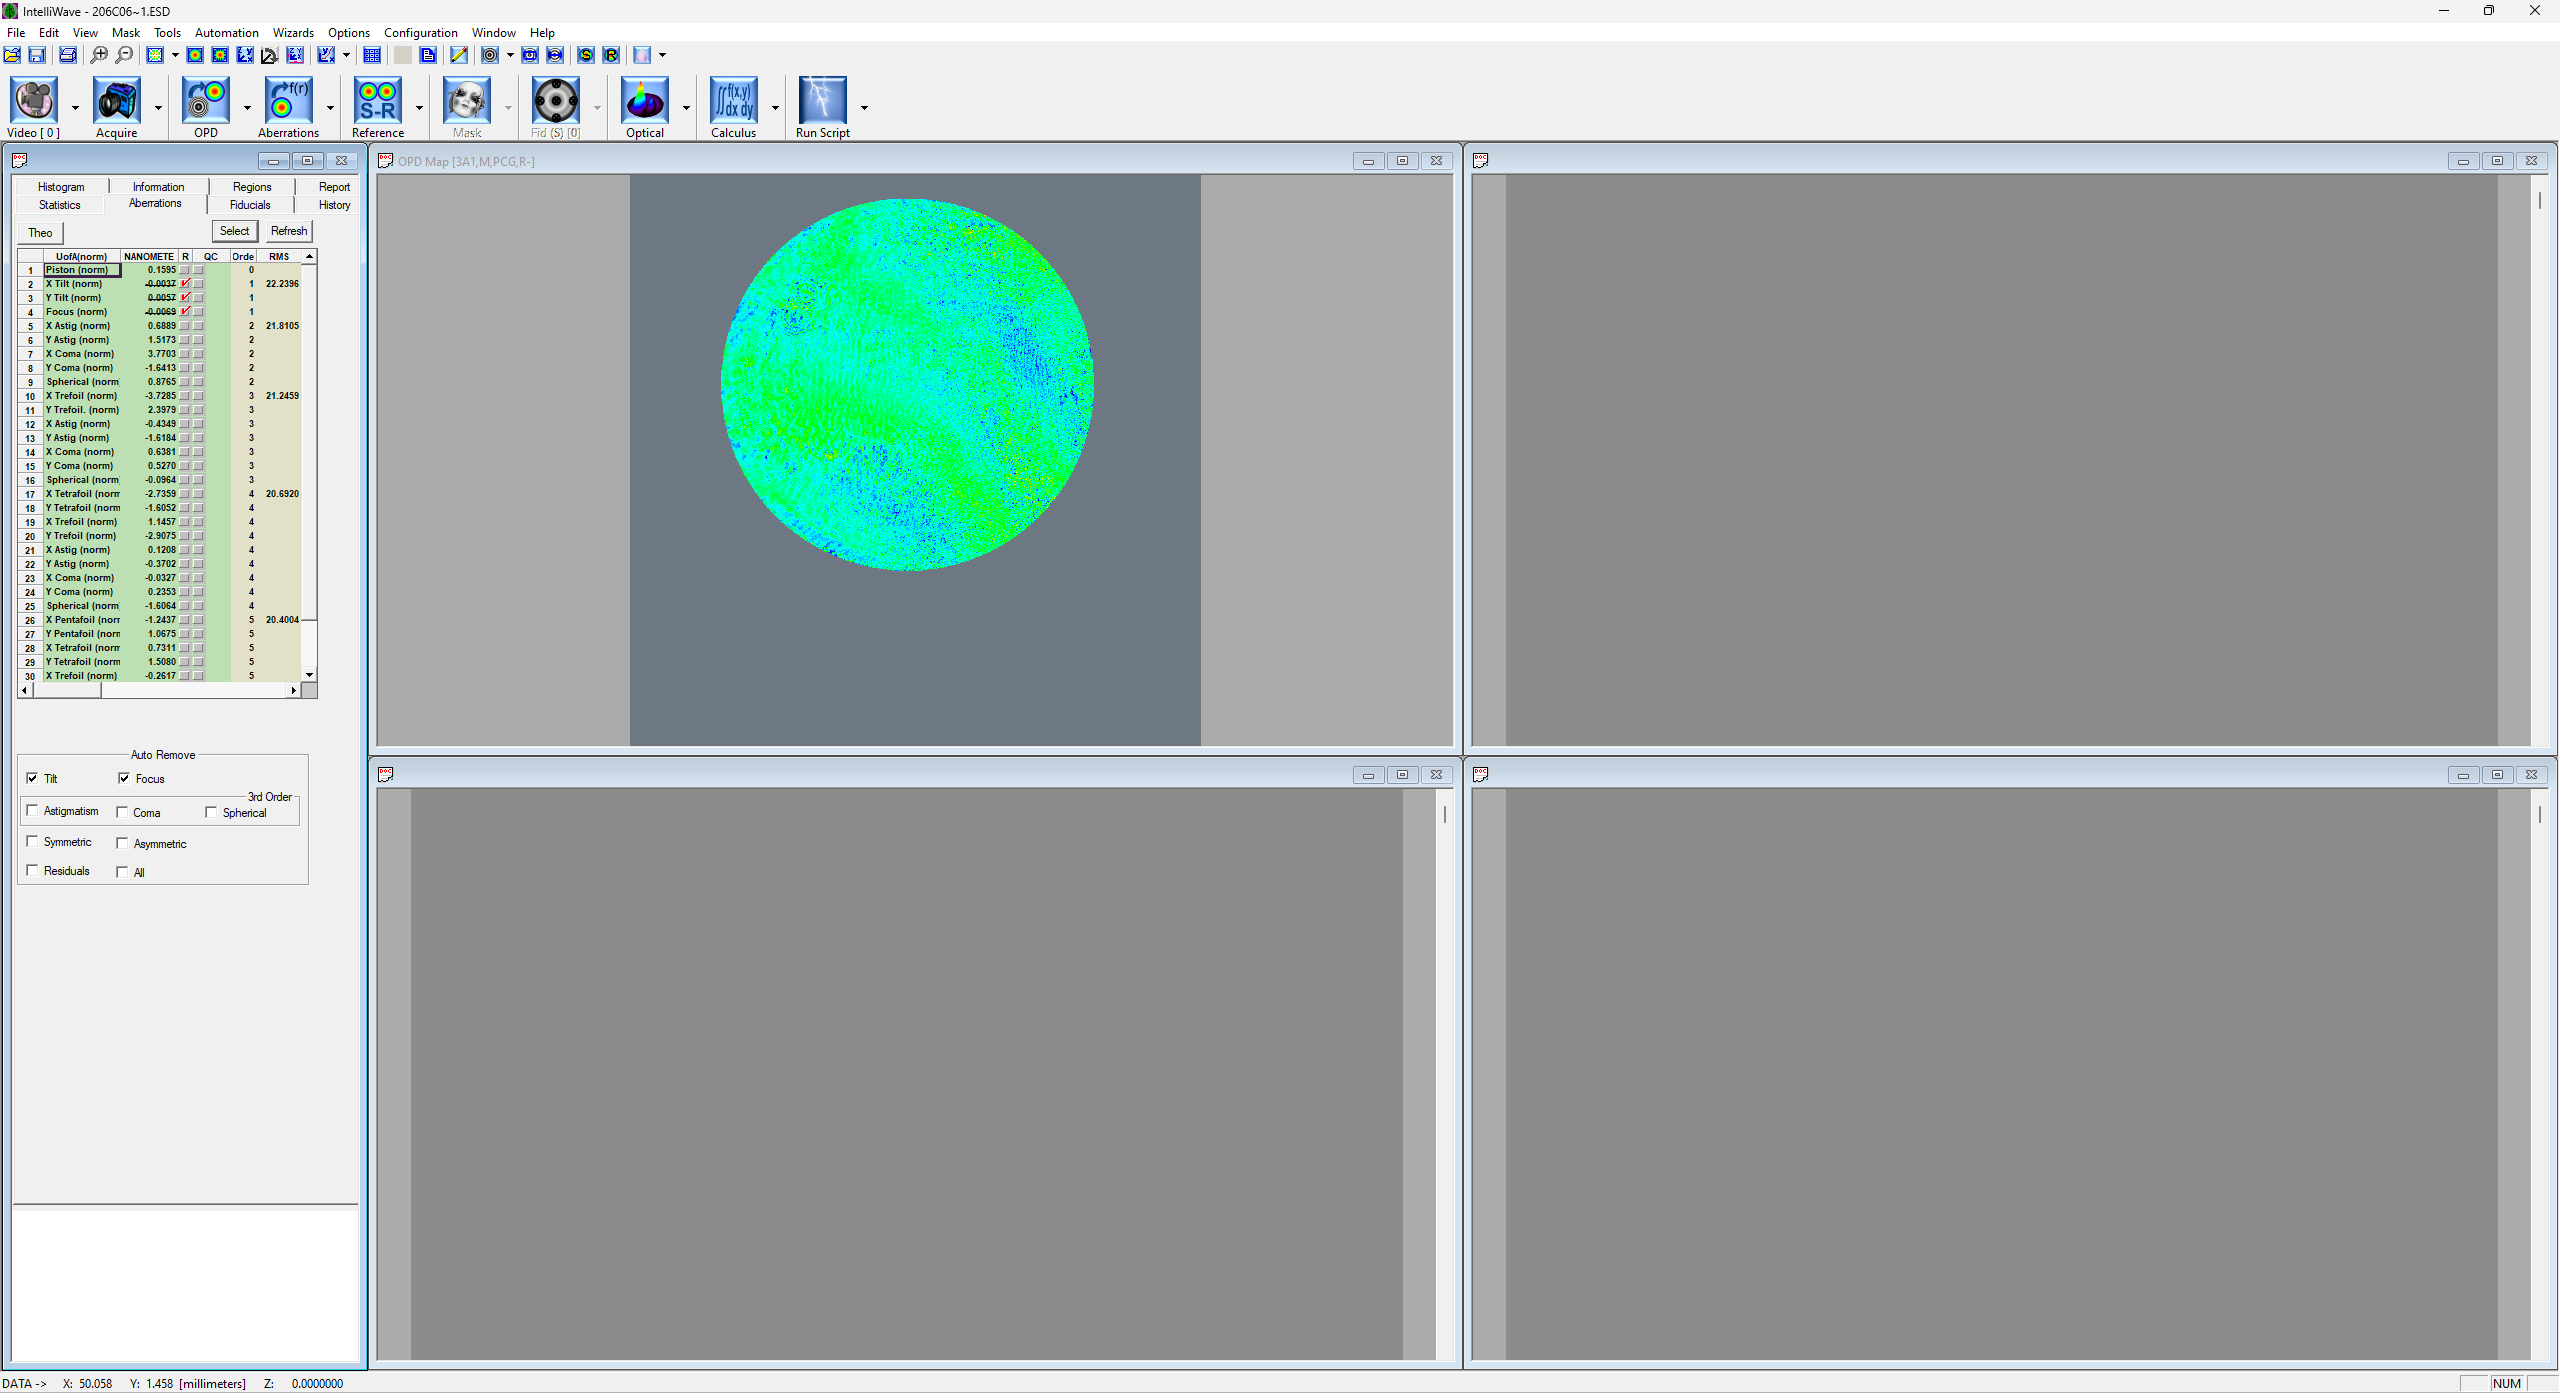 IntelliWave - 206C06~1.ESD
File Edit View Mask Tools Automation Wizards Options Configuration Window Help
Video [ 0 ] Acquire OPD Aberrations Reference Mask Fid (S) [0] Optical Calculus Run Script
f(r) S-R ∫∫f(x,y) dx dy
OPD Map [3A1,M,PCG,R-]
Histogram Information Regions Report
Statistics Aberrations Fiducials History
Theo Select Refresh
UofA(norm) NANOMETE R QC Orde RMS
1 Piston (norm) 0.1595 0
2 X Tilt (norm) -0.0037 1 22.2396
3 Y Tilt (norm) 0.0057 1
4 Focus (norm) -0.0069 1
5 X Astig (norm) 0.6889 2 21.8105
6 Y Astig (norm) 1.5173 2
7 X Coma (norm) 3.7703 2
8 Y Coma (norm) -1.6413 2
9 Spherical (norm 0.8765 2
10 X Trefoil (norm) -3.7285 3 21.2459
11 Y Trefoil. (norm) 2.3979 3
12 X Astig (norm) -0.4349 3
13 Y Astig (norm) -1.6184 3
14 X Coma (norm) 0.6381 3
15 Y Coma (norm) 0.5270 3
16 Spherical (norm -0.0964 3
17 X Tetrafoil (norm -2.7359 4 20.6920
18 Y Tetrafoil (norm -1.6052 4
19 X Trefoil (norm) 1.1457 4
20 Y Trefoil (norm) -2.9075 4
21 X Astig (norm) 0.1208 4
22 Y Astig (norm) -0.3702 4
23 X Coma (norm) -0.0327 4
24 Y Coma (norm) 0.2353 4
25 Spherical (norm -1.6064 4
26 X Pentafoil (norr -1.2437 5 20.4004
27 Y Pentafoil (norn 1.0675 5
28 X Tetrafoil (norm 0.7311 5
29 Y Tetrafoil (norm 1.5080 5
30 X Trefoil (norm) -0.2617 5
Auto Remove
Tilt Focus
3rd Order
Astigmatism Coma Spherical
Symmetric Asymmetric
Residuals All
DATA -> X: 50.058 Y: 1.458 [millimeters] Z: 0.0000000 NUM